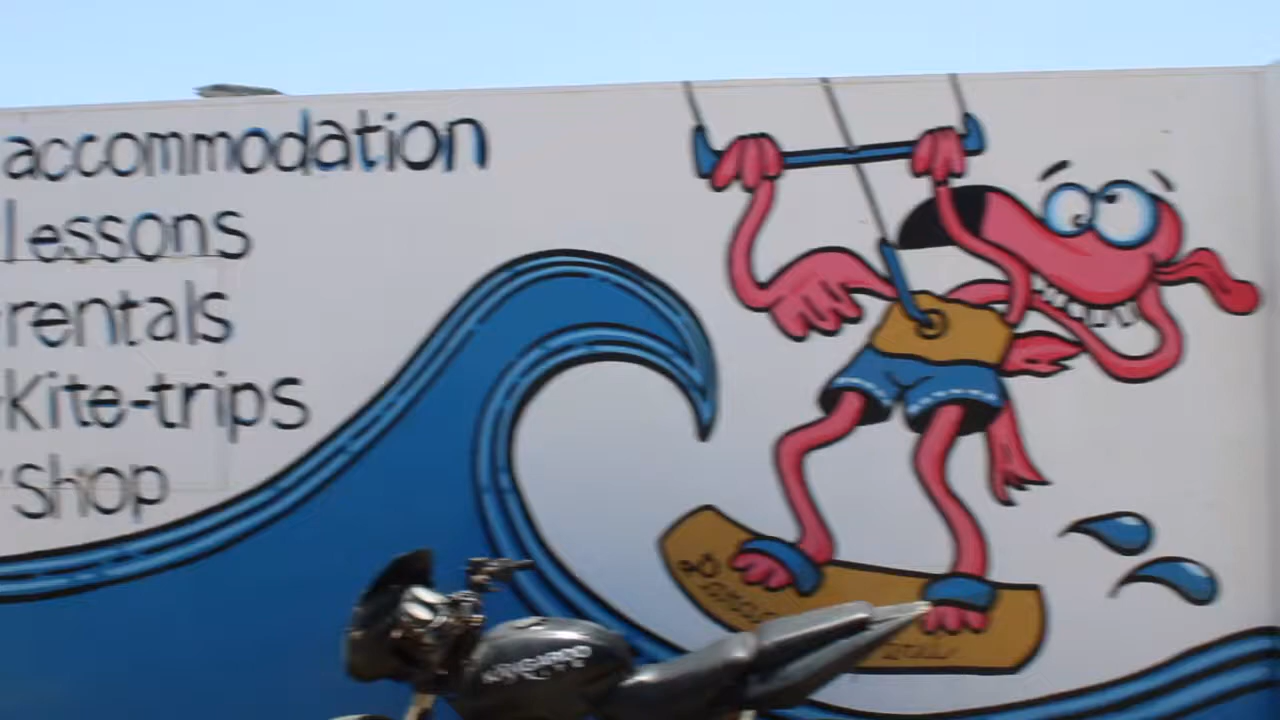 accommodation
lessons
-rentals
-Kite-trips
shop